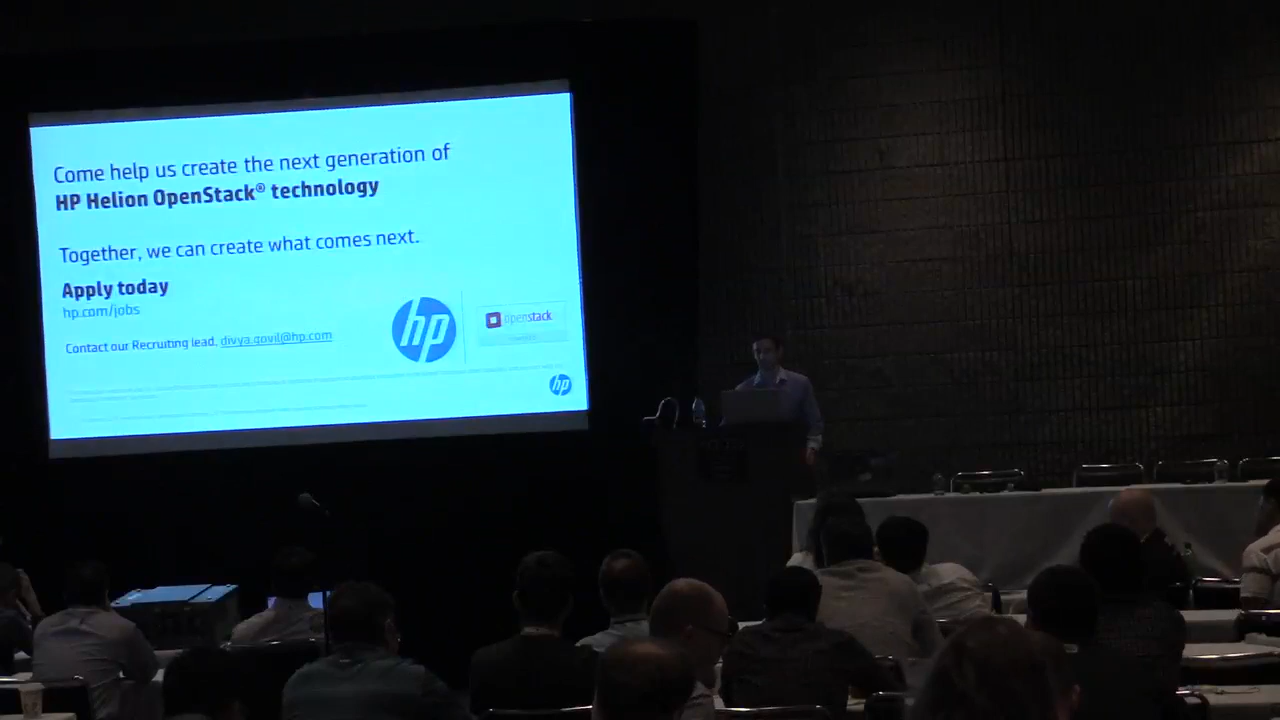 Come help us create the next generation of
HP Helion OpenStack® technology
Together, we can create what comes next.
Apply today
hp.com/jobs
Contact our Recruiting lead, divya.govil@hp.com
hp
openstack
hp